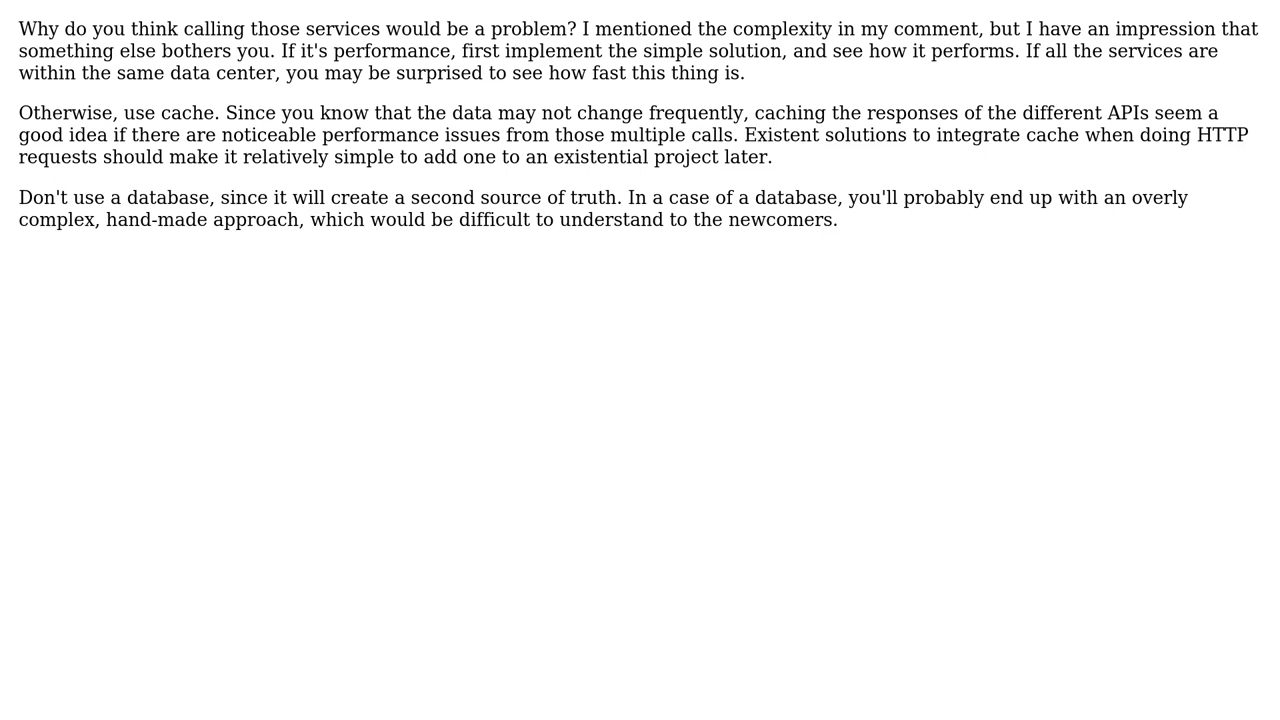 Why do you think calling those services would be a problem? I mentioned the complexity in my comment, but I have an impression that
something else bothers you. If it's performance, first implement the simple solution, and see how it performs. If all the services are
within the same data center, you may be surprised to see how fast this thing is.
Otherwise, use cache. Since you know that the data may not change frequently, caching the responses of the different APIs seem a
good idea if there are noticeable performance issues from those multiple calls. Existent solutions to integrate cache when doing HTTP
requests should make it relatively simple to add one to an existential project later.
Don't use a database, since it will create a second source of truth. In a case of a database, you'll probably end up with an overly
complex, hand-made approach, which would be difficult to understand to the newcomers.